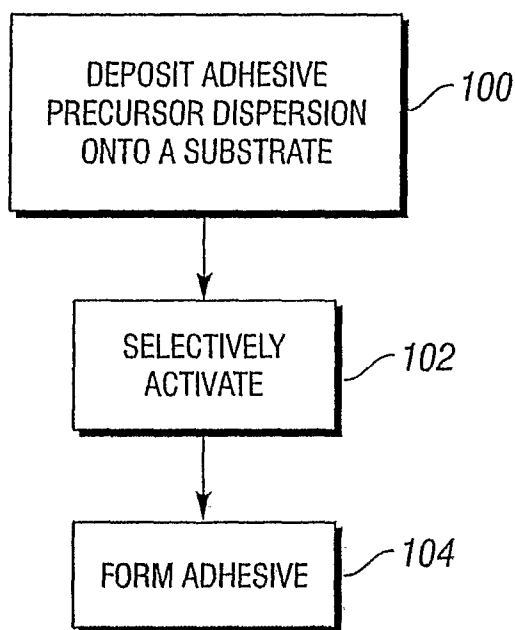 DEPOSIT ADHESIVE
PRECURSOR DISPERSION
ONTO A SUBSTRATE
100
SELECTIVELY
ACTIVATE
102
FORM ADHESIVE
104